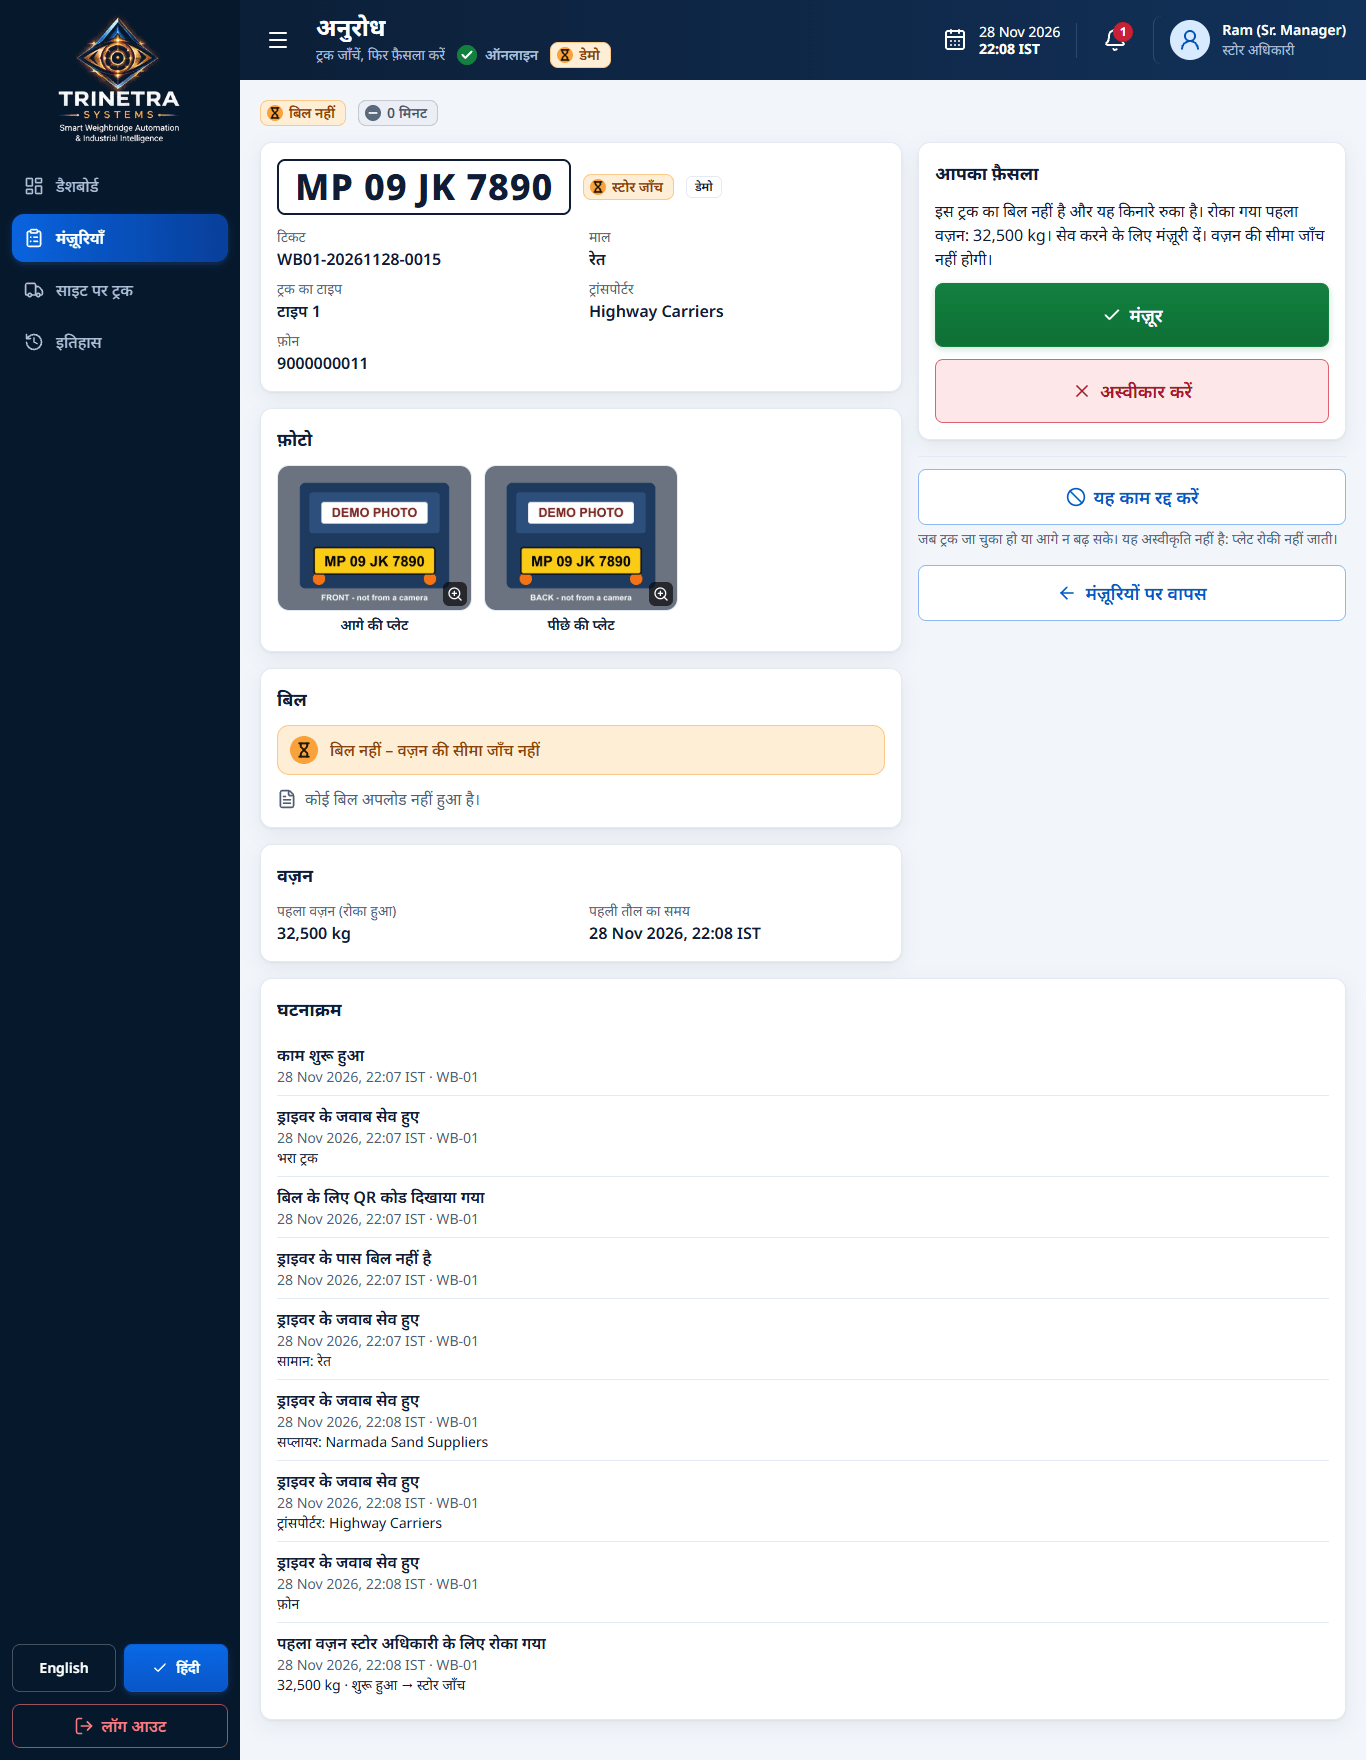 TRINETRA
SYSTEMS
Smart Weighbridge Automation
& Industrial Intelligence
डैशबोर्ड
मंज़ूरियाँ
साइट पर ट्रक
इतिहास
English
हिंदी
लॉग आउट
अनुरोध
ट्रक जाँचें, फिर फ़ैसला करें
ऑनलाइन
डेमो
28 Nov 2026
22:08 IST
1
Ram (Sr. Manager)
स्टोर अधिकारी
बिल नहीं
0 मिनट
MP 09 JK 7890
स्टोर जाँच
डेमो
टिकट
WB01-20261128-0015
माल
रेत
ट्रक का टाइप
टाइप 1
ट्रांसपोर्टर
Highway Carriers
फ़ोन
9000000011
फ़ोटो
DEMO PHOTO
MP 09 JK 7890
FRONT - not from a camera
आगे की प्लेट
DEMO PHOTO
MP 09 JK 7890
BACK - not from a camera
पीछे की प्लेट
बिल
बिल नहीं – वज़न की सीमा जाँच नहीं
कोई बिल अपलोड नहीं हुआ है।
वज़न
पहला वज़न (रोका हुआ)
32,500 kg
पहली तौल का समय
28 Nov 2026, 22:08 IST
आपका फ़ैसला
इस ट्रक का बिल नहीं है और यह किनारे रुका है। रोका गया पहला
वज़न: 32,500 kg। सेव करने के लिए मंज़ूरी दें। वज़न की सीमा जाँच
नहीं होगी।
मंज़ूर
अस्वीकार करें
यह काम रद्द करें
जब ट्रक जा चुका हो या आगे न बढ़ सके। यह अस्वीकृति नहीं है: प्लेट रोकी नहीं जाती।
मंज़ूरियों पर वापस
घटनाक्रम
काम शुरू हुआ
28 Nov 2026, 22:07 IST · WB-01
ड्राइवर के जवाब सेव हुए
28 Nov 2026, 22:07 IST · WB-01
भरा ट्रक
बिल के लिए QR कोड दिखाया गया
28 Nov 2026, 22:07 IST · WB-01
ड्राइवर के पास बिल नहीं है
28 Nov 2026, 22:07 IST · WB-01
ड्राइवर के जवाब सेव हुए
28 Nov 2026, 22:07 IST · WB-01
सामान: रेत
ड्राइवर के जवाब सेव हुए
28 Nov 2026, 22:08 IST · WB-01
सप्लायर: Narmada Sand Suppliers
ड्राइवर के जवाब सेव हुए
28 Nov 2026, 22:08 IST · WB-01
ट्रांसपोर्टर: Highway Carriers
ड्राइवर के जवाब सेव हुए
28 Nov 2026, 22:08 IST · WB-01
फ़ोन
पहला वज़न स्टोर अधिकारी के लिए रोका गया
28 Nov 2026, 22:08 IST · WB-01
32,500 kg · शुरू हुआ → स्टोर जाँच